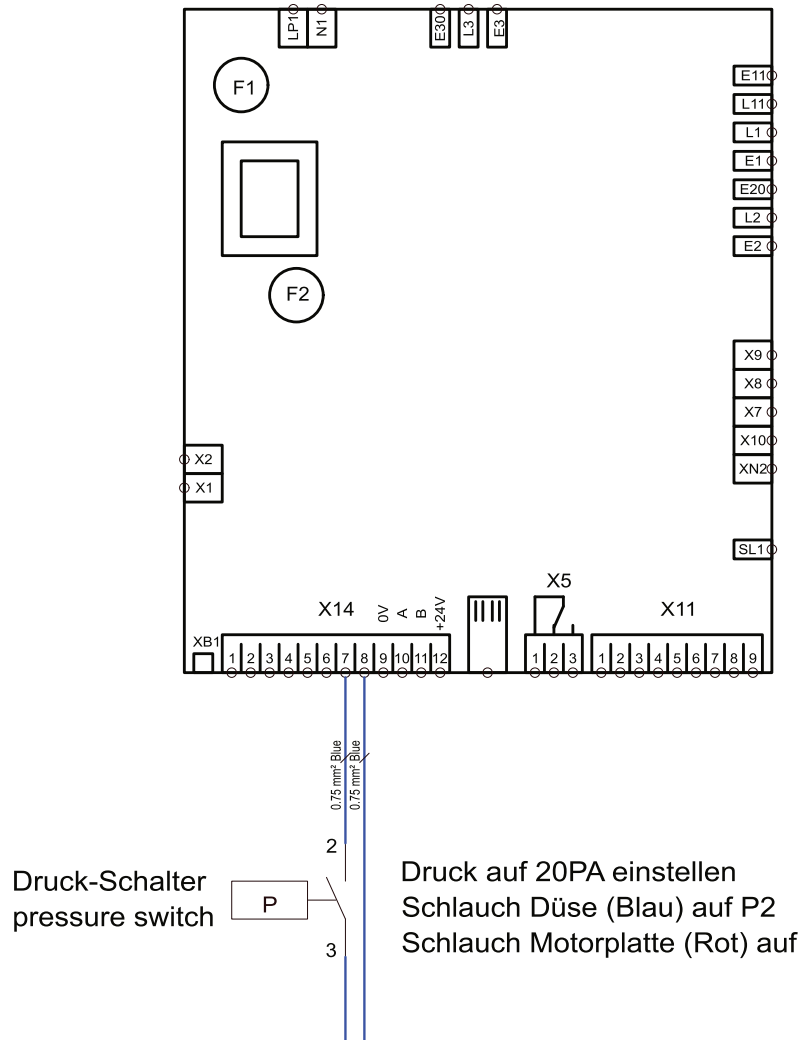 LP1 N1 E30 L3 E3
F1
E11
L11
L1
E1
E20
L2
E2
F2
X9
X8
X7
X10
XN2
X2
X1
SL1
X5
X14 0V A B +24V X11
XB1
1 2 3 4 5 6 7 8 9 10 11 12 1 2 3 1 2 3 4 5 6 7 8 9
0.75 mm² Blue
0.75 mm² Blue
2
Druck-Schalter
pressure switch
P
3
Druck auf 20PA einstellen
Schlauch Düse (Blau) auf P2
Schlauch Motorplatte (Rot) auf